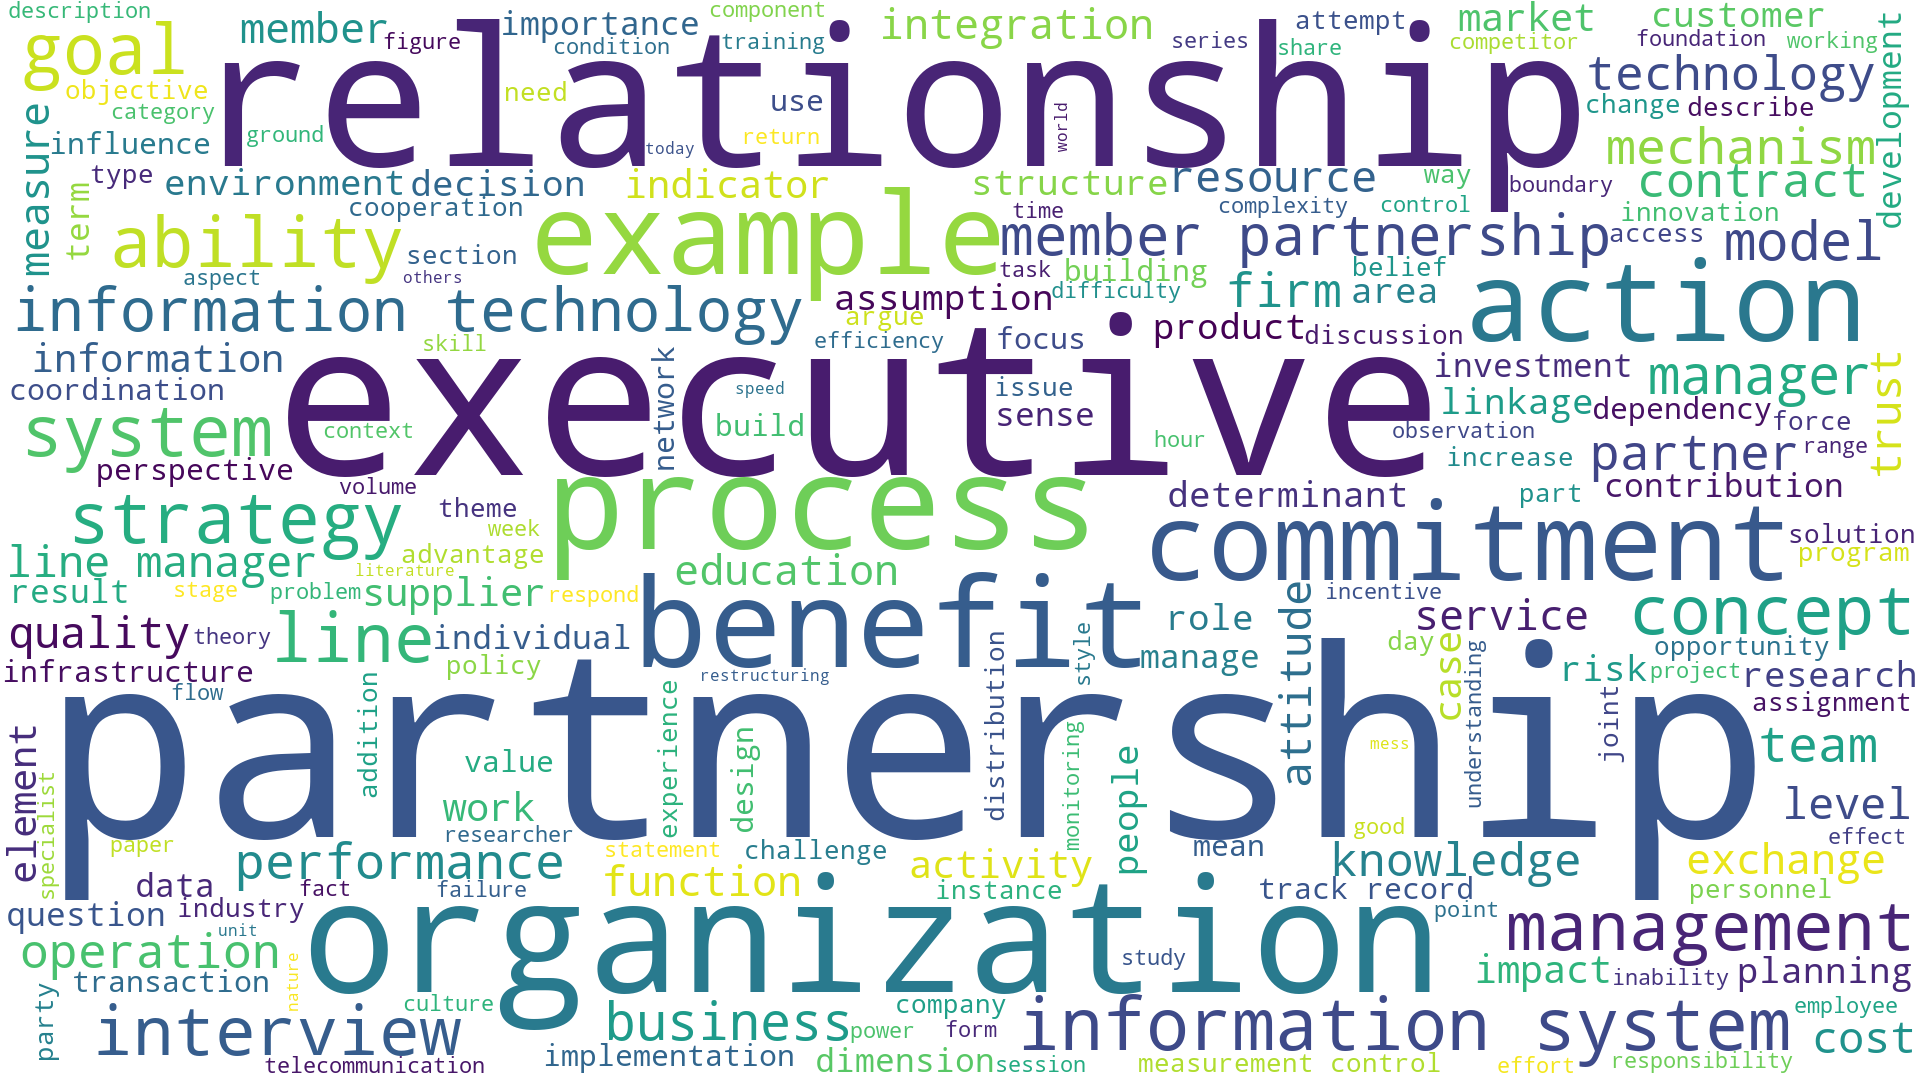 description
goal
member
figure
importance
condition
component
training
integration
series
attempt
share
market
competitor
customer
foundation
working
development
objective
category
relationship
need
use
return
today
world
technology
change
describe
measure
influence
ground
type
term
environment
decision
cooperation
indicator
structure
resource
way
boundary
mechanism
contract
ability
section
aspect
others
example
time
complexity
control
innovation
member partnership
access
model
task
building
difficulty
belief
area
firm
action
information technology
assumption
argue
efficiency
focus
product
discussion
information
skill
coordination
executive
network
speed
build
issue
sense
hour
investment
manager
trust
linkage
dependency
force
observation
range
system
context
perspective
volume
increase
partner
contribution
strategy
theme
week
advantage
process
determinant
part
commitment
solution
program
line manager
literature
education
result
stage
problem
supplier
respond
benefit
attitude
incentive
role
service
concept
quality
theory
line
individual
policy
manage
day
case
understanding
opportunity
infrastructure
flow
restructuring
distribution
style
risk
project
research
assignment
partnership
element
specialist
addition
value
experience
design
monitoring
people
mess
joint
team
work
researcher
level
effect
paper
performance
statement
challenge
good
mean
knowledge
exchange
data
fact
failure
function
activity
instance
track record
personnel
question
industry
unit
point
organization
management
operation
transaction
nature
study
impact
inability
planning
party
culture
interview
business
company
power
form
information system
employee
cost
telecommunication
implementation
dimension
session
measurement control
effort
responsibility